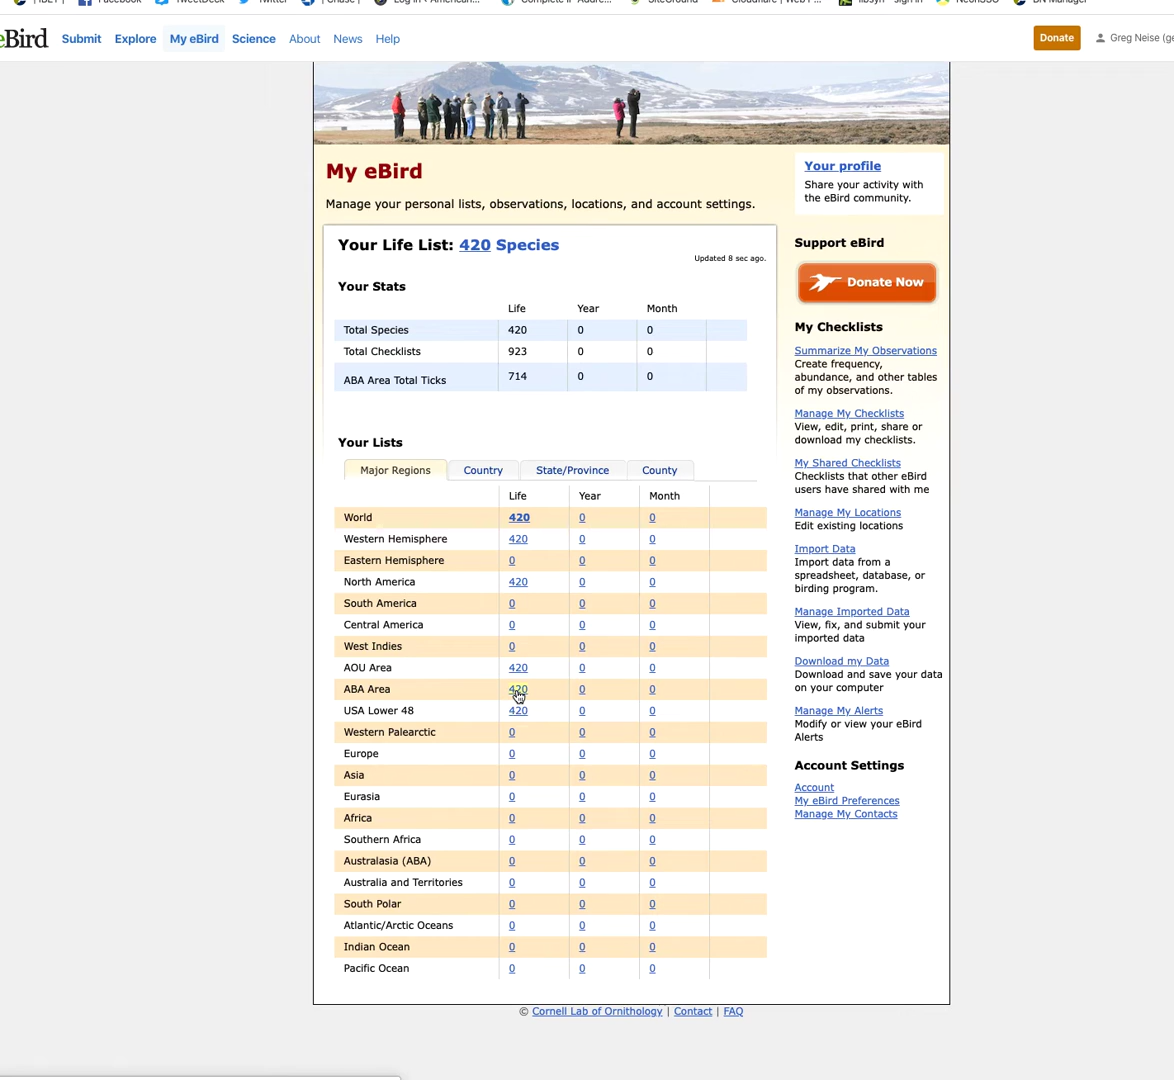 Facebook TweetDeck Twitter | Chase | SiteGround NeonSSO BN Manager
eBird Submit Explore My eBird Science About News Help Donate Greg Neise (ge
My eBird
Manage your personal lists, observations, locations, and account settings.
Your Life List: 420 Species
Updated 8 sec ago.
Your Stats
Life Year Month
Total Species 420 0 0
Total Checklists 923 0 0
ABA Area Total Ticks 714 0 0
Your Lists
Major Regions Country State/Province County
Life Year Month
World 420 0 0
Western Hemisphere 420 0 0
Eastern Hemisphere 0 0 0
North America 420 0 0
South America 0 0 0
Central America 0 0 0
West Indies 0 0 0
AOU Area 420 0 0
ABA Area 420 0 0
USA Lower 48 420 0 0
Western Palearctic 0 0 0
Europe 0 0 0
Asia 0 0 0
Eurasia 0 0 0
Africa 0 0 0
Southern Africa 0 0 0
Australasia (ABA) 0 0 0
Australia and Territories 0 0 0
South Polar 0 0 0
Atlantic/Arctic Oceans 0 0 0
Indian Ocean 0 0 0
Pacific Ocean 0 0 0
Your profile
Share your activity with
the eBird community.
Support eBird
Donate Now
My Checklists
Summarize My Observations
Create frequency,
abundance, and other tables
of my observations.
Manage My Checklists
View, edit, print, share or
download my checklists.
My Shared Checklists
Checklists that other eBird
users have shared with me
Manage My Locations
Edit existing locations
Import Data
Import data from a
spreadsheet, database, or
birding program.
Manage Imported Data
View, fix, and submit your
imported data
Download my Data
Download and save your data
on your computer
Manage My Alerts
Modify or view your eBird
Alerts
Account Settings
Account
My eBird Preferences
Manage My Contacts
© Cornell Lab of Ornithology | Contact | FAQ